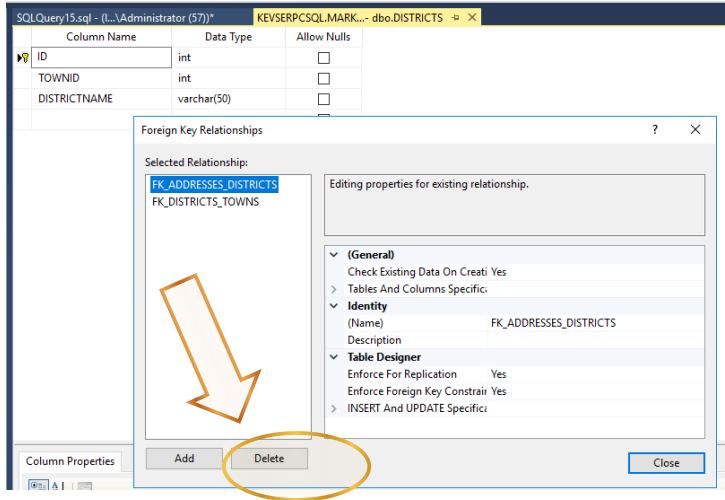 SQLQuery15.sql - (l...\Administrator (57))* KEVSERPCSQL.MARK...- dbo.DISTRICTS
Column Name Data Type Allow Nulls
ID int
TOWNID int
DISTRICTNAME varchar(50)
Foreign Key Relationships ? ×
Selected Relationship:
FK_ADDRESSES_DISTRICTS
FK_DISTRICTS_TOWNS
Editing properties for existing relationship.
(General)
Check Existing Data On Creati Yes
Tables And Columns Specific
Identity
(Name) FK_ADDRESSES_DISTRICTS
Description
Table Designer
Enforce For Replication Yes
Enforce Foreign Key Constrain Yes
INSERT And UPDATE Specifica
Add Delete
Close
Column Properties